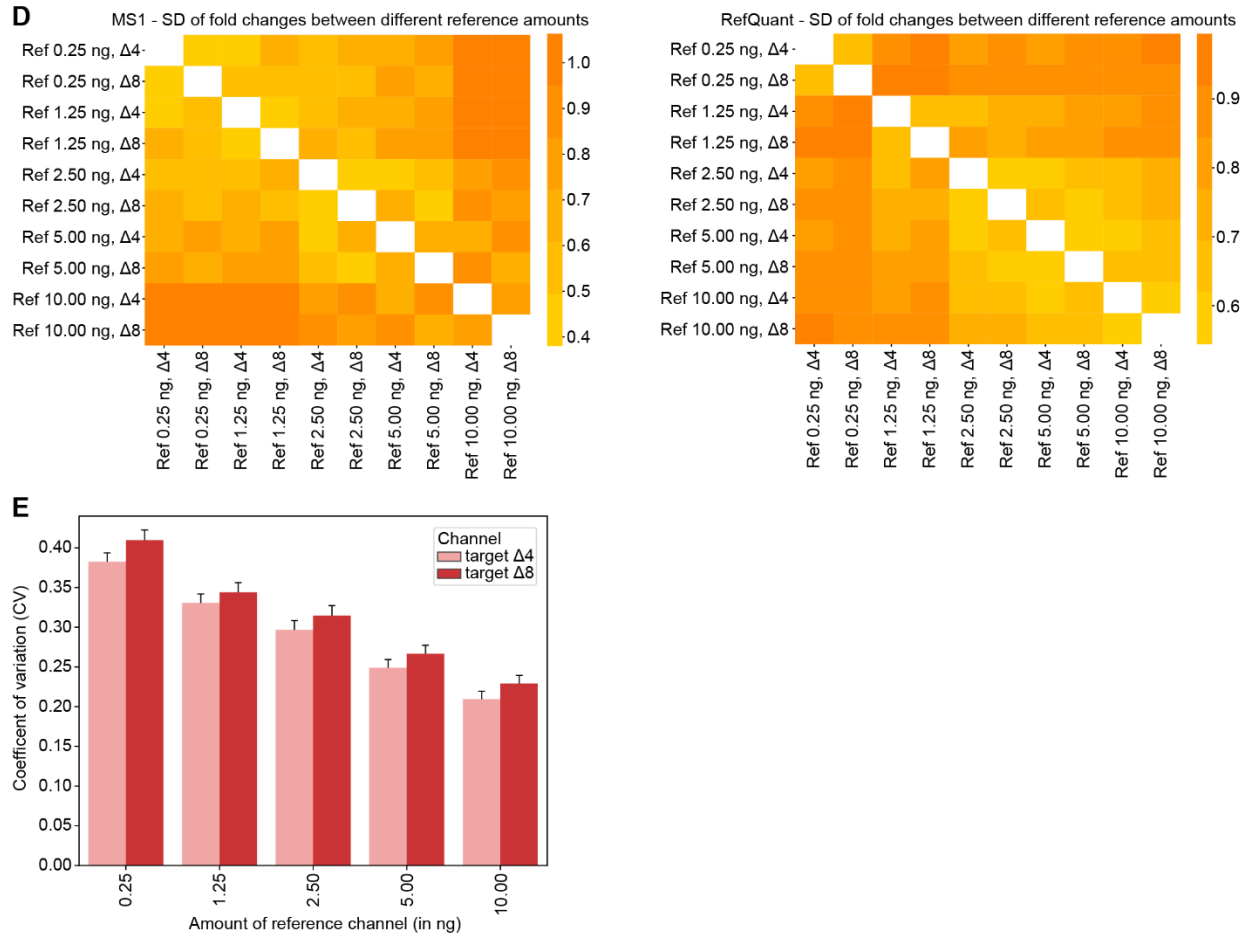 D
MS1 - SD of fold changes between different reference amounts
Ref 0.25 ng, Δ4
Ref 0.25 ng, Δ8
Ref 1.25 ng, Δ4
Ref 1.25 ng, Δ8
Ref 2.50 ng, Δ4
Ref 2.50 ng, Δ8
Ref 5.00 ng, Δ4
Ref 5.00 ng, Δ8
Ref 10.00 ng, Δ4
Ref 10.00 ng, Δ8
1.0
0.8
0.7
0.6
0.5
0.4
Ref 0.25 ng, Δ4
Ref 0.25 ng, Δ8
Ref 1.25 ng, Δ4
Ref 1.25 ng, Δ8
Ref 2.50 ng, Δ4
Ref 2.50 ng, Δ8
Ref 5.00 ng, Δ4
Ref 5.00 ng, Δ8
Ref 10.00 ng, Δ4
Ref 10.00 ng, Δ8
RefQuant - SD of fold changes between different reference amounts
Ref 0.25 ng, Δ4
Ref 0.25 ng, Δ8
Ref 1.25 ng, Δ4
Ref 1.25 ng, Δ8
Ref 2.50 ng, Δ4
Ref 2.50 ng, Δ8
Ref 5.00 ng, Δ4
Ref 5.00 ng, Δ8
Ref 10.00 ng, Δ4
Ref 10.00 ng, Δ8
0.9
0.8
0.7
0.6
Ref 0.25 ng, Δ4
Ref 0.25 ng, Δ8
Ref 1.25 ng, Δ4
Ref 1.25 ng, Δ8
Ref 2.50 ng, Δ4
Ref 2.50 ng, Δ8
Ref 5.00 ng, Δ4
Ref 5.00 ng, Δ8
Ref 10.00 ng, Δ4
Ref 10.00 ng, Δ8
E
Coefficent of variation (CV)
0.40
0.35
0.30
0.25
0.20
0.15
0.10
0.05
0.00
Channel
target Δ4
target Δ8
0.25
1.25
2.50
5.00
10.00
Amount of reference channel (in ng)